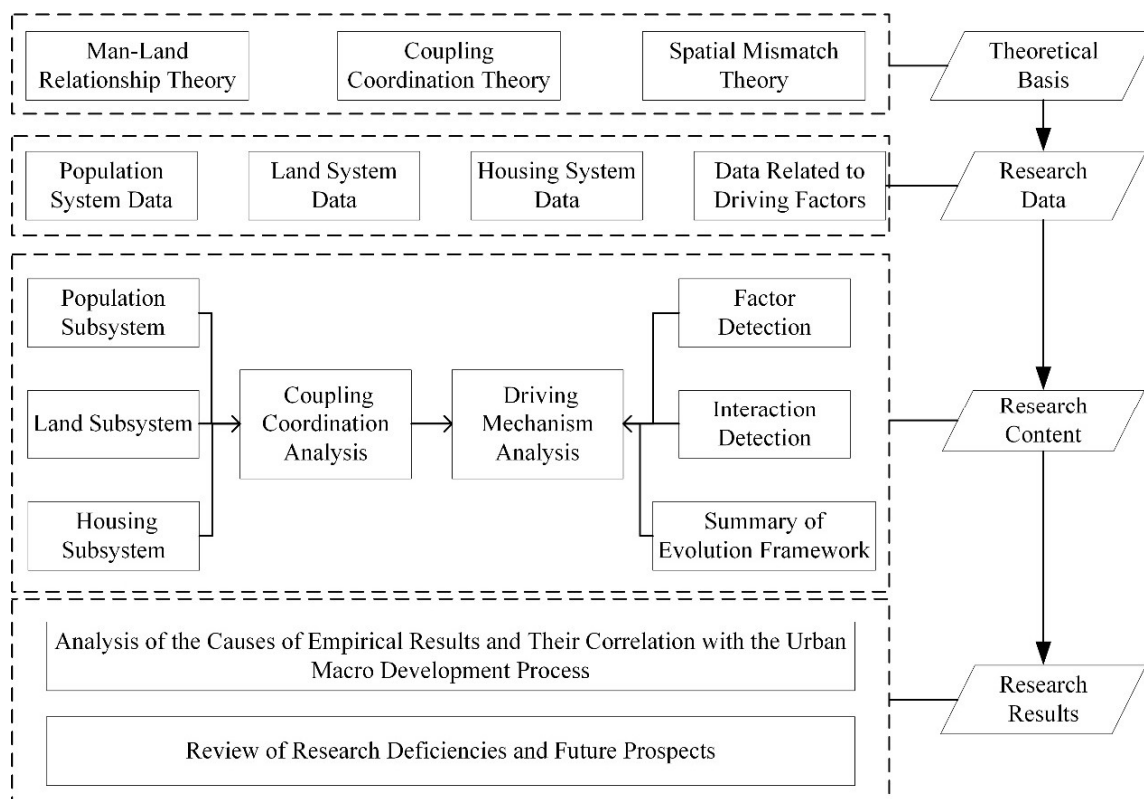 Man-Land
Relationship Theory
Coupling
Coordination Theory
Spatial Mismatch
Theory
Theoretical
Basis
Population
System Data
Land System
Data
Housing System
Data
Data Related to
Driving Factors
Research
Data
Population
Subsystem
Land Subsystem
Housing
Subsystem
Coupling
Coordination
Analysis
Driving
Mechanism
Analysis
Factor
Detection
Interaction
Detection
Summary of
Evolution Framework
Research
Content
Analysis of the Causes of Empirical Results and Their Correlation with the Urban
Macro Development Process
Review of Research Deficiencies and Future Prospects
Research
Results